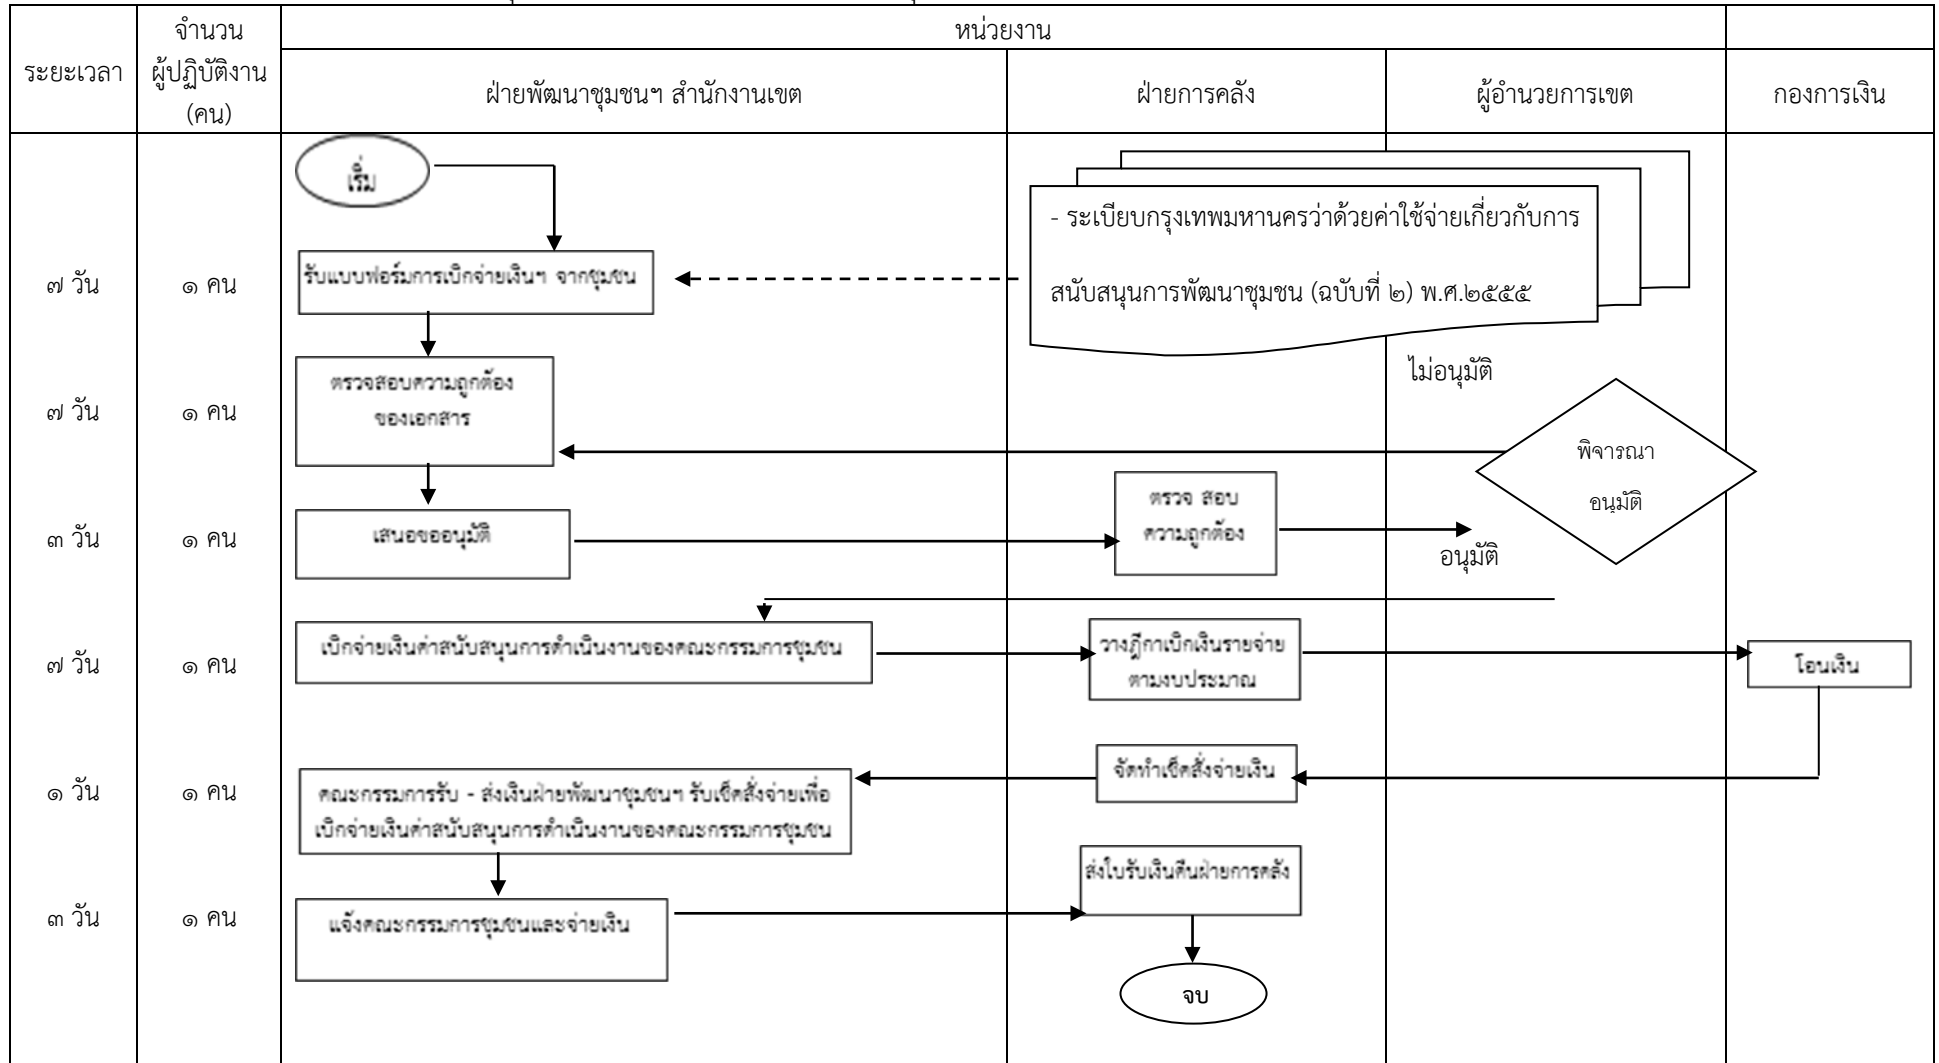 จำนวน
ผู้ปฏิบัติงาน
(คน)
ระยะเวลา
หน่วยงาน
ฝ่ายพัฒนาชุมชนฯ สำนักงานเขต
ฝ่ายการคลัง
ผู้อำนวยการเขต
กองการเงิน
เริ่ม
- ระเบียบกรุงเทพมหานครว่าด้วยค่าใช้จ่ายเกี่ยวกับการ
สนับสนุนการพัฒนาชุมชน (ฉบับที่ ๒) พ.ศ.๒๕๕๕
๗ วัน
๑ คน
รับแบบฟอร์มการเบิกจ่ายเงินฯ จากชุมชน
ไม่อนุมัติ
๗ วัน
๑ คน
ตรวจสอบความถูกต้อง
ของเอกสาร
พิจารณา
อนุมัติ
๓ วัน
๑ คน
เสนอขออนุมัติ
ตรวจ สอบ
ความถูกต้อง
อนุมัติ
๗ วัน
๑ คน
เบิกจ่ายเงินค่าสนับสนุนการดำเนินงานของคณะกรรมการชุมชน
วางฎีกาเบิกเงินรายจ่าย
ตามงบประมาณ
โอนเงิน
๑ วัน
๑ คน
คณะกรรมการรับ - ส่งเงินฝ่ายพัฒนาชุมชนฯ รับเช็คสั่งจ่ายเพื่อ
เบิกจ่ายเงินค่าสนับสนุนการดำเนินงานของคณะกรรมการชุมชน
จัดทำเช็คสั่งจ่ายเงิน
๓ วัน
๑ คน
แจ้งคณะกรรมการชุมชนและจ่ายเงิน
ส่งใบรับเงินคืนฝ่ายการคลัง
จบ